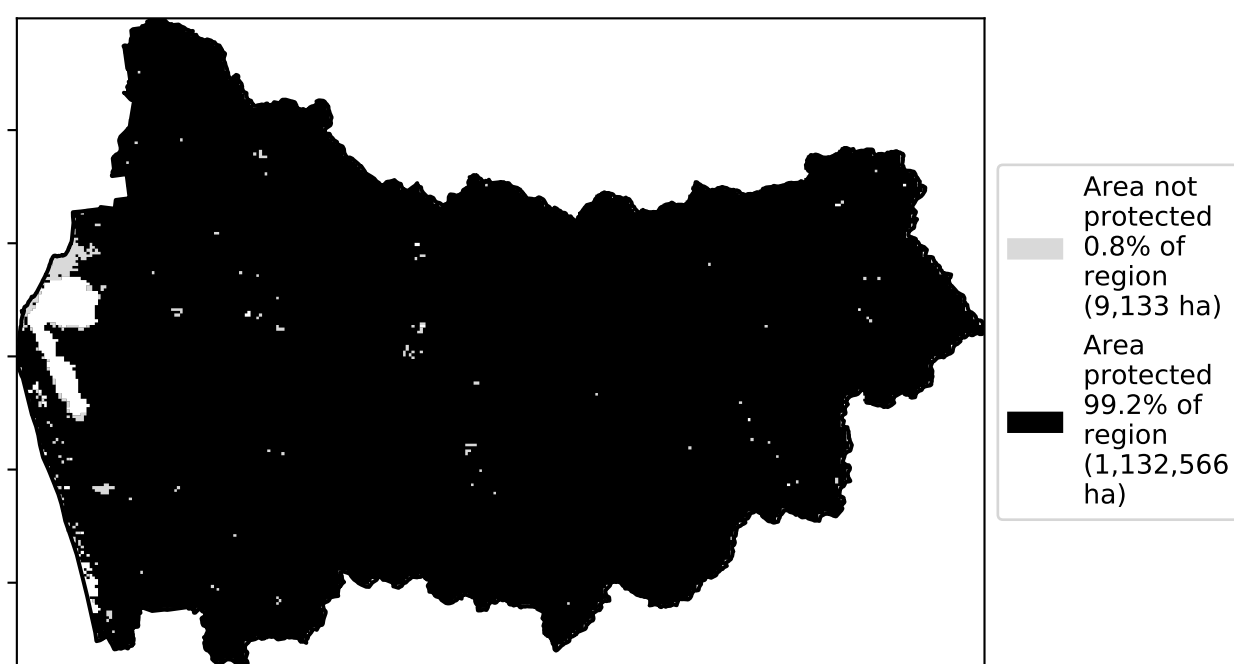 Area not
protected
0.8% of
region
(9,133 ha)
Area
protected
99.2% of
region
(1,132,566
ha)